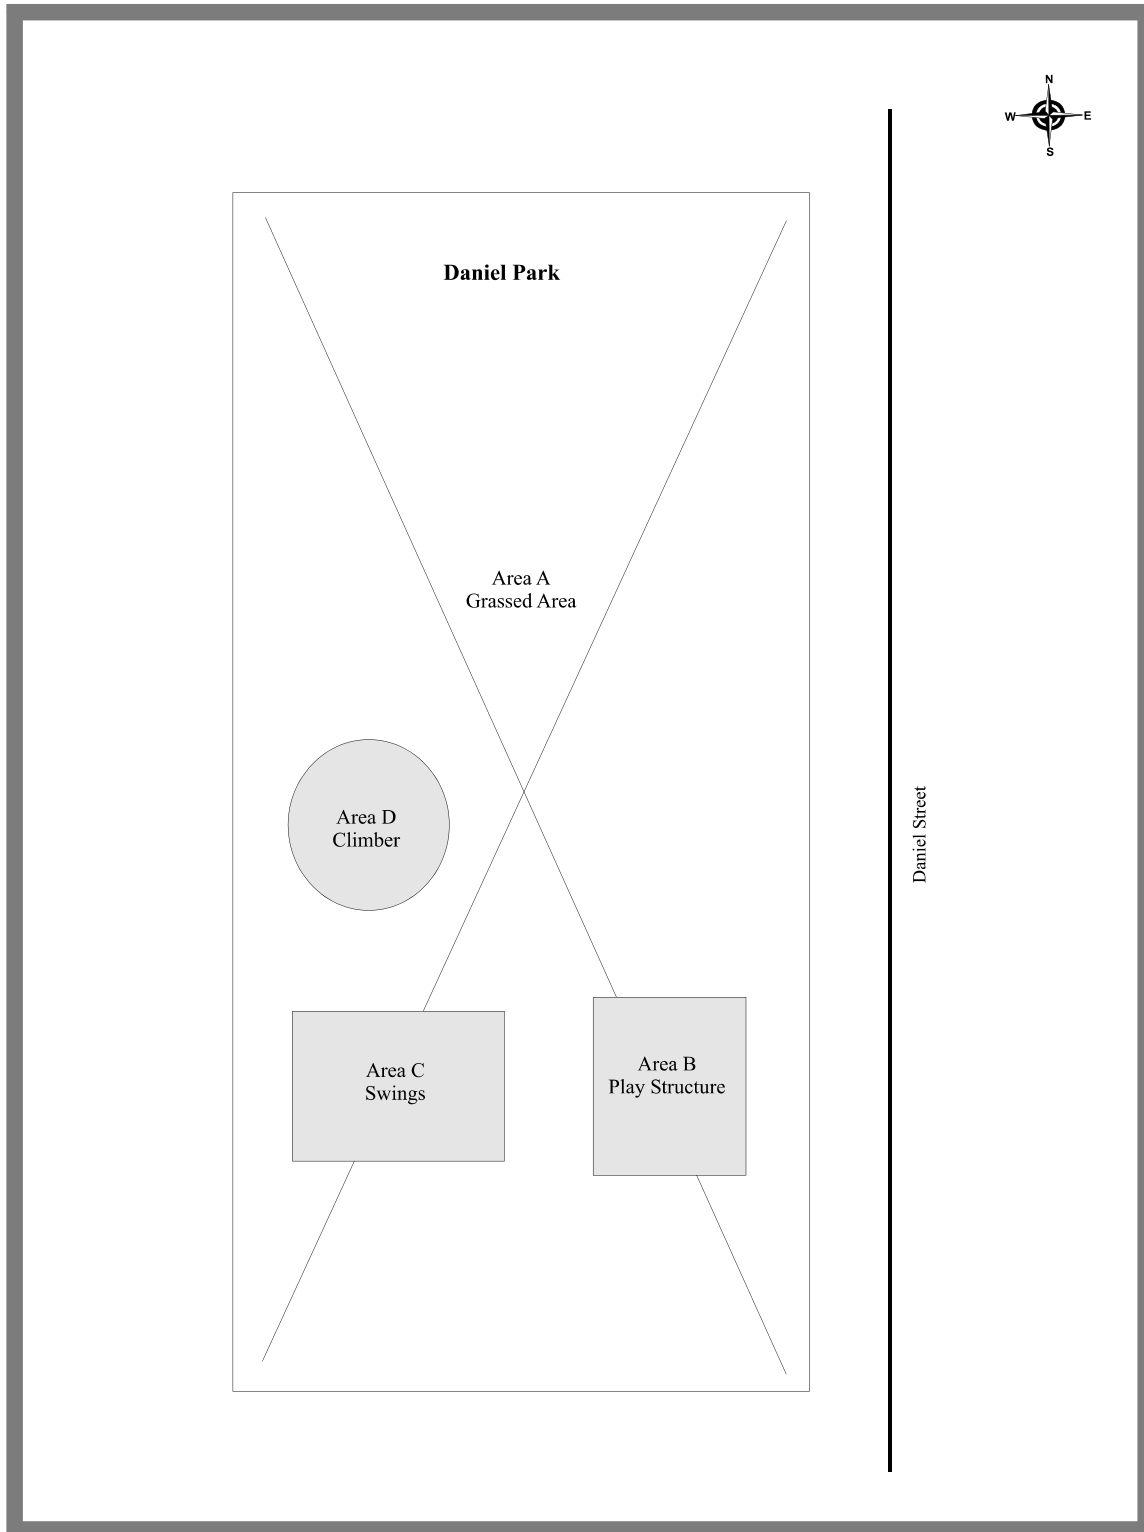 N
W E
S
Daniel Park
Area A
Grassed Area
Area D
Climber
Daniel Street
Area C
Swings
Area B
Play Structure